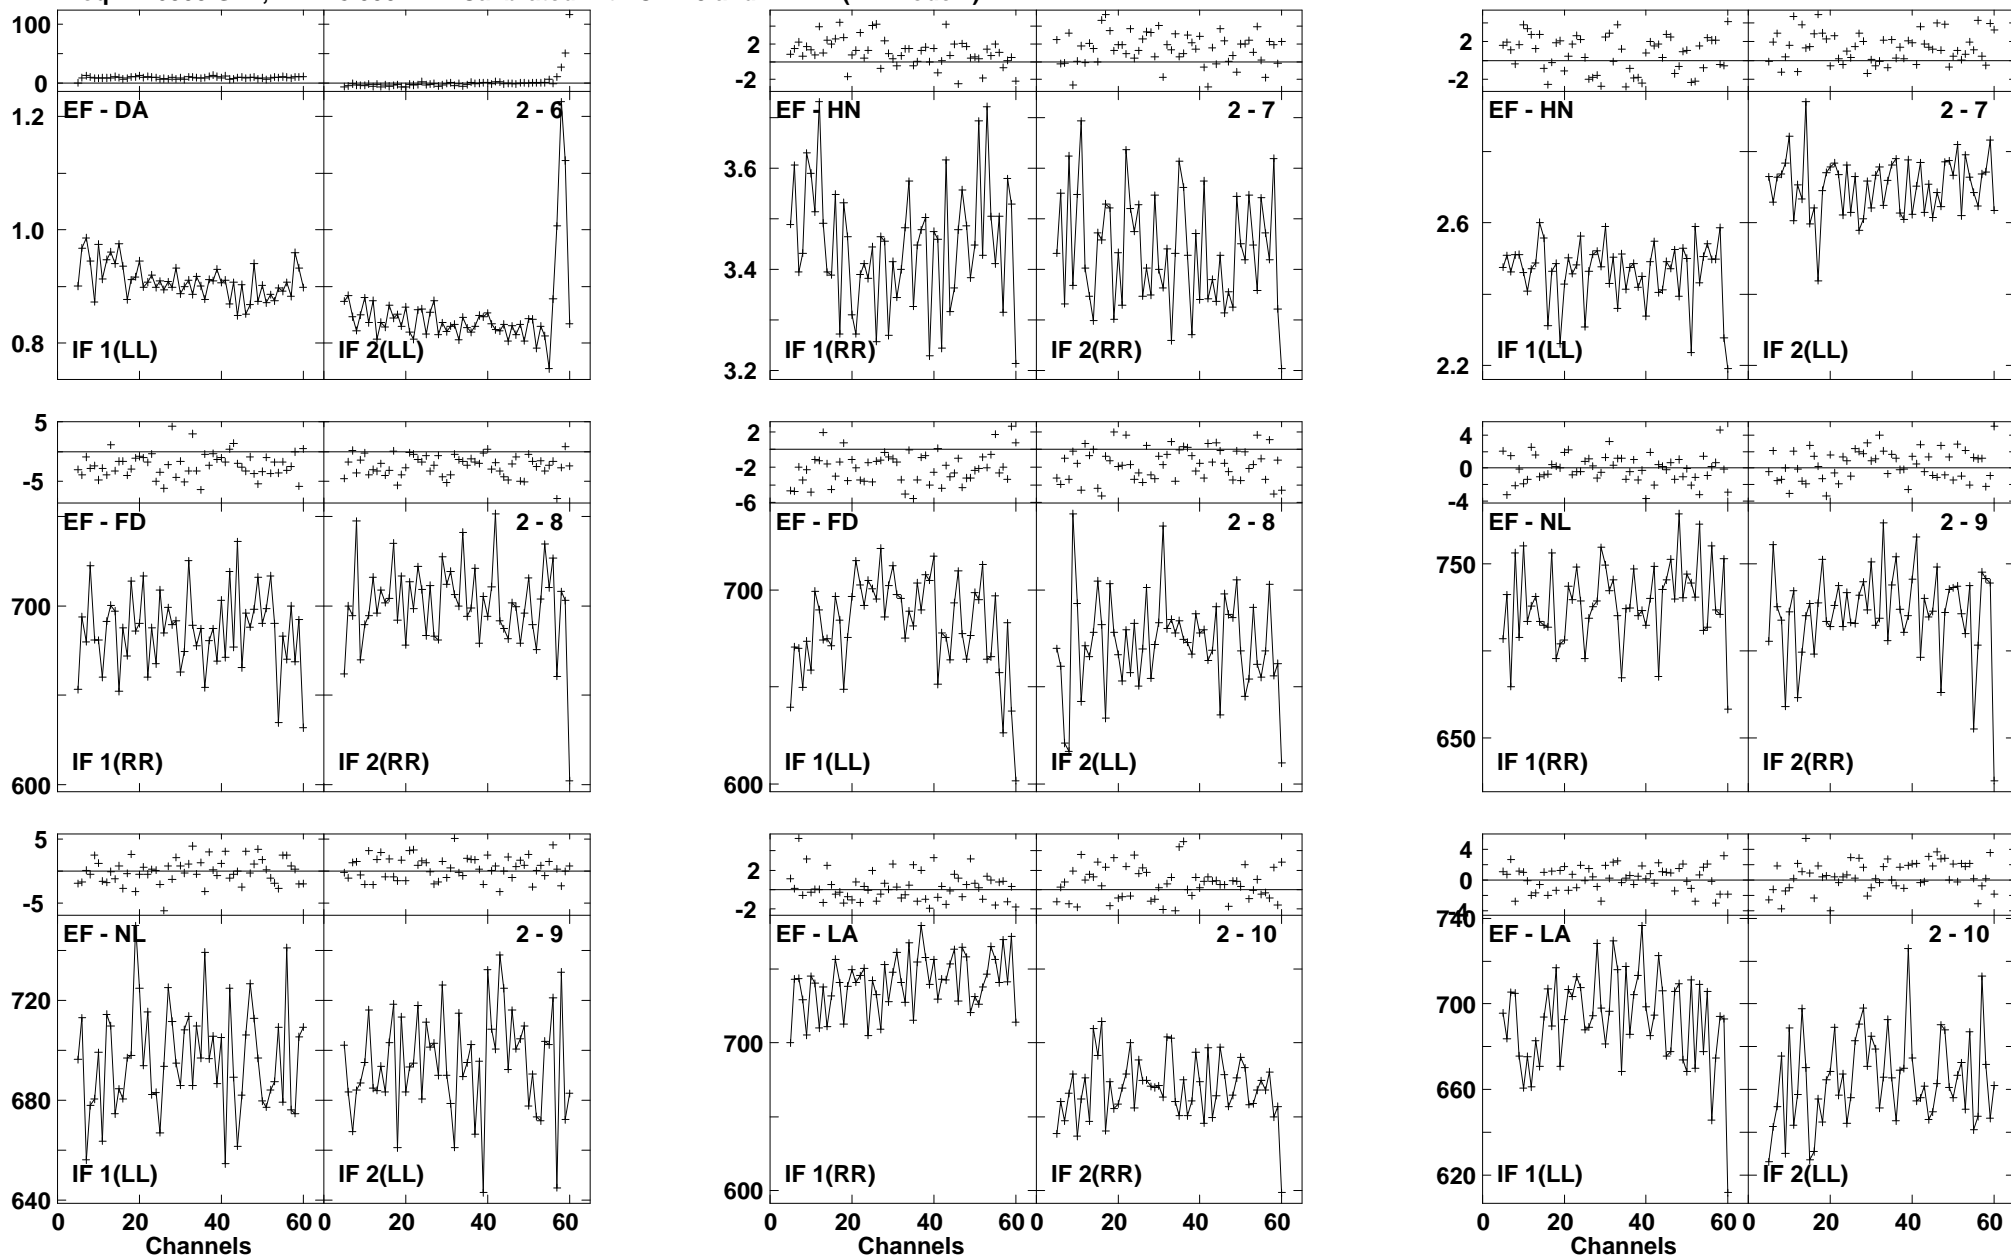 100
0
EF - DA
2 - 6
1.2
1.0
0.8
IF 1(LL)
IF 2(LL)
2
-2
EF - HN
2 - 7
3.6
3.4
3.2
IF 1(RR)
IF 2(RR)
2
-2
EF - HN
2 - 7
2.6
2.2
IF 1(LL)
IF 2(LL)
5
-5
EF - FD
2 - 8
700
600
IF 1(RR)
IF 2(RR)
2
-2
-6
EF - FD
2 - 8
700
600
IF 1(LL)
IF 2(LL)
4
0
-4
EF - NL
2 - 9
750
650
IF 1(RR)
IF 2(RR)
5
-5
EF - NL
2 - 9
720
680
640
IF 1(LL)
IF 2(LL)
0 20 40 60 0 20 40 60
Channels
2
-2
EF - LA
2 - 10
700
600
IF 1(RR)
IF 2(RR)
0 20 40 60 0 20 40 60
Channels
4
0
-4
740
EF - LA
2 - 10
700
660
620
IF 1(LL)
IF 2(LL)
0 20 40 60 0 20 40 60
Channels